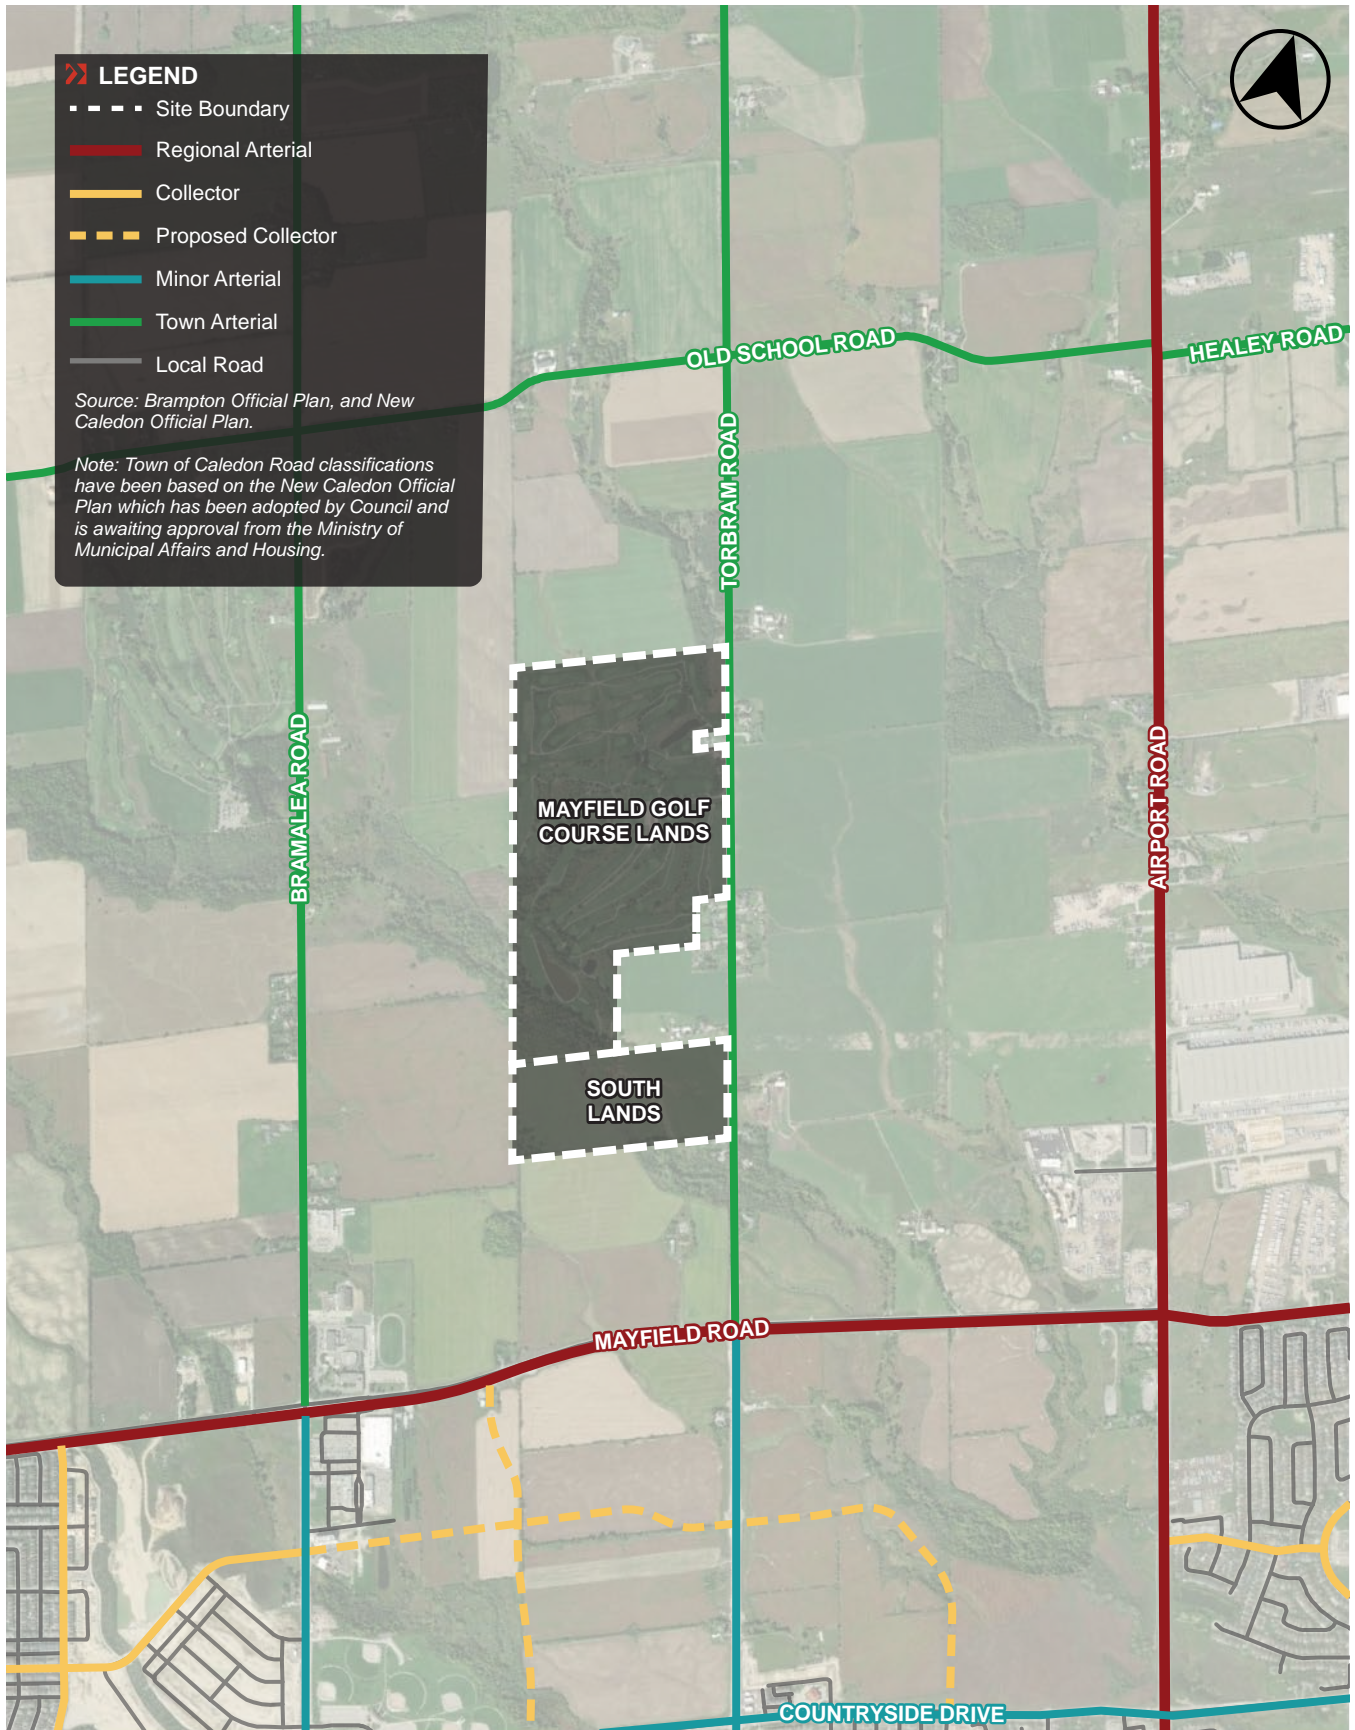 LEGEND
Site Boundary
Regional Arterial
Collector
Proposed Collector
Minor Arterial
Town Arterial
Local Road
Source: Brampton Official Plan, and New
Caledon Official Plan.
Note: Town of Caledon Road classifications
have been based on the New Caledon Official
Plan which has been adopted by Council and
is awaiting approval from the Ministry of
Municipal Affairs and Housing.
OLD SCHOOL ROAD
HEALEY ROAD
TORBRAM ROAD
BRAMALEA ROAD
AIRPORT ROAD
MAYFIELD GOLF
COURSE LANDS
SOUTH
LANDS
MAYFIELD ROAD
COUNTRYSIDE DRIVE